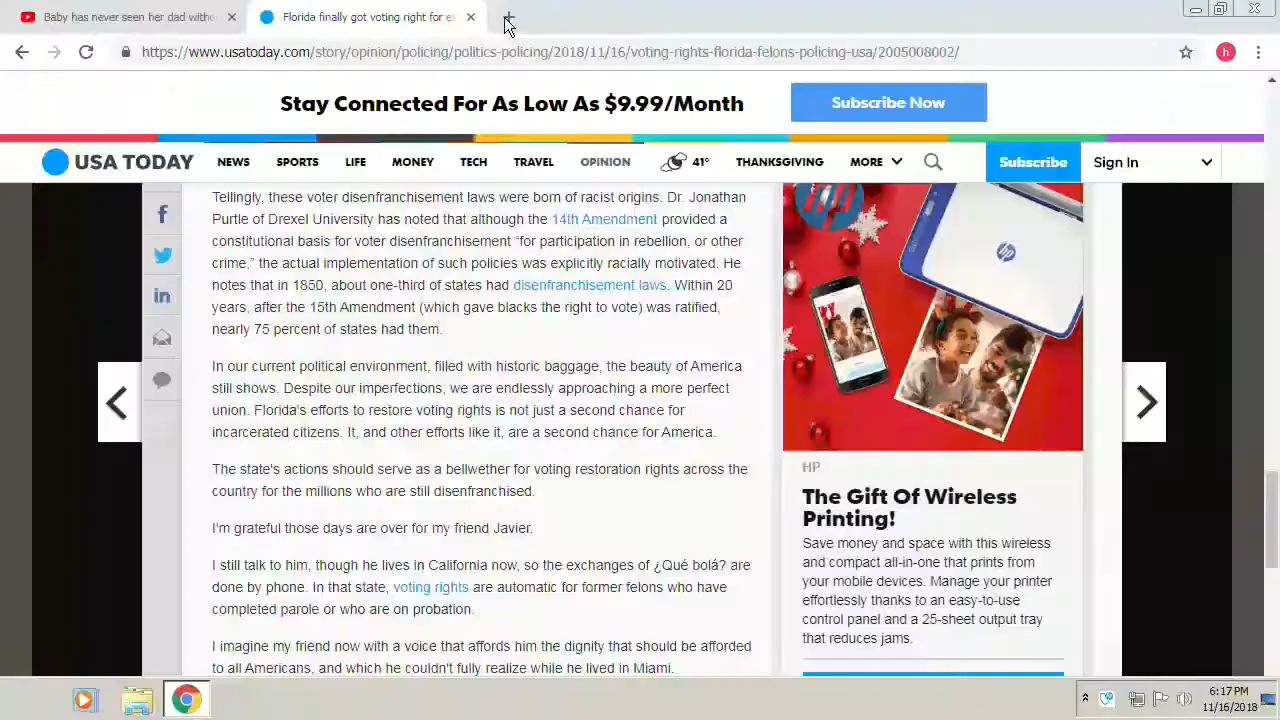 Baby has never seen her dad witho
Florida finally got voting right for e
https://www.usatoday.com/story/opinion/policing/politics-policing/2018/11/16/voting-rights-florida-felons-policing-usa/2005008002/
h
Stay Connected For As Low As $9.99/Month
Subscribe Now
USA TODAY NEWS SPORTS LIFE MONEY TECH TRAVEL OPINION 41° THANKSGIVING MORE Subscribe Sign In
Tellingly, these voter disenfranchisement laws were born of racist origins. Dr. Jonathan
Purtle of Drexel University has noted that although the 14th Amendment provided a
constitutional basis for voter disenfranchisement “for participation in rebellion, or other
crime,” the actual implementation of such policies was explicitly racially motivated. He
notes that in 1850, about one-third of states had disenfranchisement laws. Within 20
years, after the 15th Amendment (which gave blacks the right to vote) was ratified,
nearly 75 percent of states had them.
In our current political environment, filled with historic baggage, the beauty of America
still shows. Despite our imperfections, we are endlessly approaching a more perfect
union. Florida's efforts to restore voting rights is not just a second chance for
incarcerated citizens. It, and other efforts like it, are a second chance for America.
The state's actions should serve as a bellwether for voting restoration rights across the
country for the millions who are still disenfranchised.
I'm grateful those days are over for my friend Javier.
I still talk to him, though he lives in California now, so the exchanges of ¿Qué bolá? are
done by phone. In that state, voting rights are automatic for former felons who have
completed parole or who are on probation.
I imagine my friend now with a voice that affords him the dignity that should be afforded
to all Americans, and which he couldn't fully realize while he lived in Miami.
hp
HP
The Gift Of Wireless
Printing!
Save money and space with this wireless
and compact all-in-one that prints from
your mobile devices. Manage your printer
effortlessly thanks to an easy-to-use
control panel and a 25-sheet output tray
that reduces jams.
6:17 PM
11/16/2018